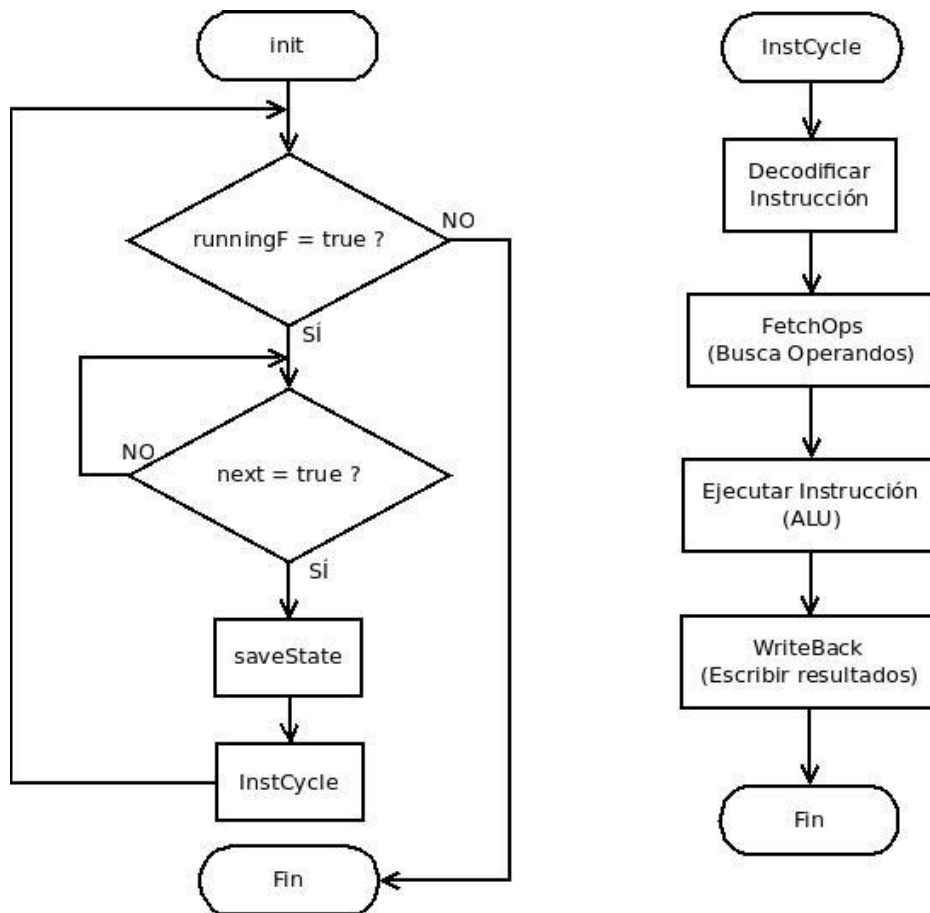 init
runningF = true ?
NO
SÍ
next = true ?
NO
SÍ
saveState
InstCycle
Fin
InstCycle
Decodificar
Instrucción
FetchOps
(Busca Operandos)
Ejecutar Instrucción
(ALU)
WriteBack
(Escribir resultados)
Fin